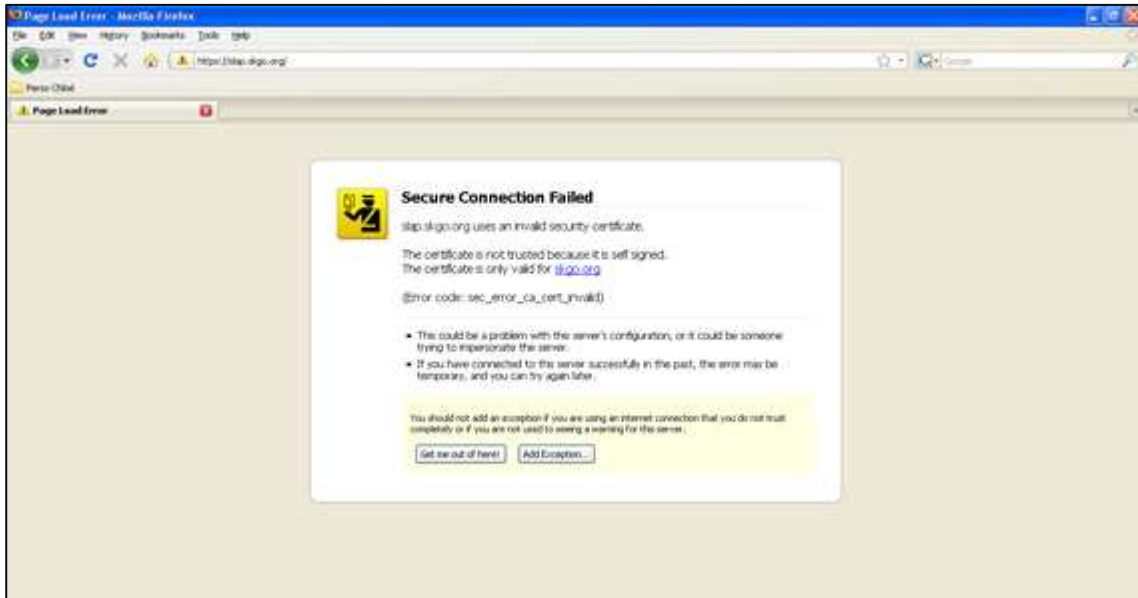 Page Load Error - Mozilla Firefox
File Edit View History Bookmarks Tools Help
https://slap.skgo.org/ Google
Perso Chloé
Page Load Error
Secure Connection Failed
slap.skgo.org uses an invalid security certificate.
The certificate is not trusted because it is self signed.
The certificate is only valid for skgo.org
(Error code: sec_error_ca_cert_invalid)
• This could be a problem with the server's configuration, or it could be someone
trying to impersonate the server.
• If you have connected to this server successfully in the past, the error may be
temporary, and you can try again later.
You should not add an exception if you are using an internet connection that you do not trust
completely or if you are not used to seeing a warning for this server.
Get me out of here! Add Exception...